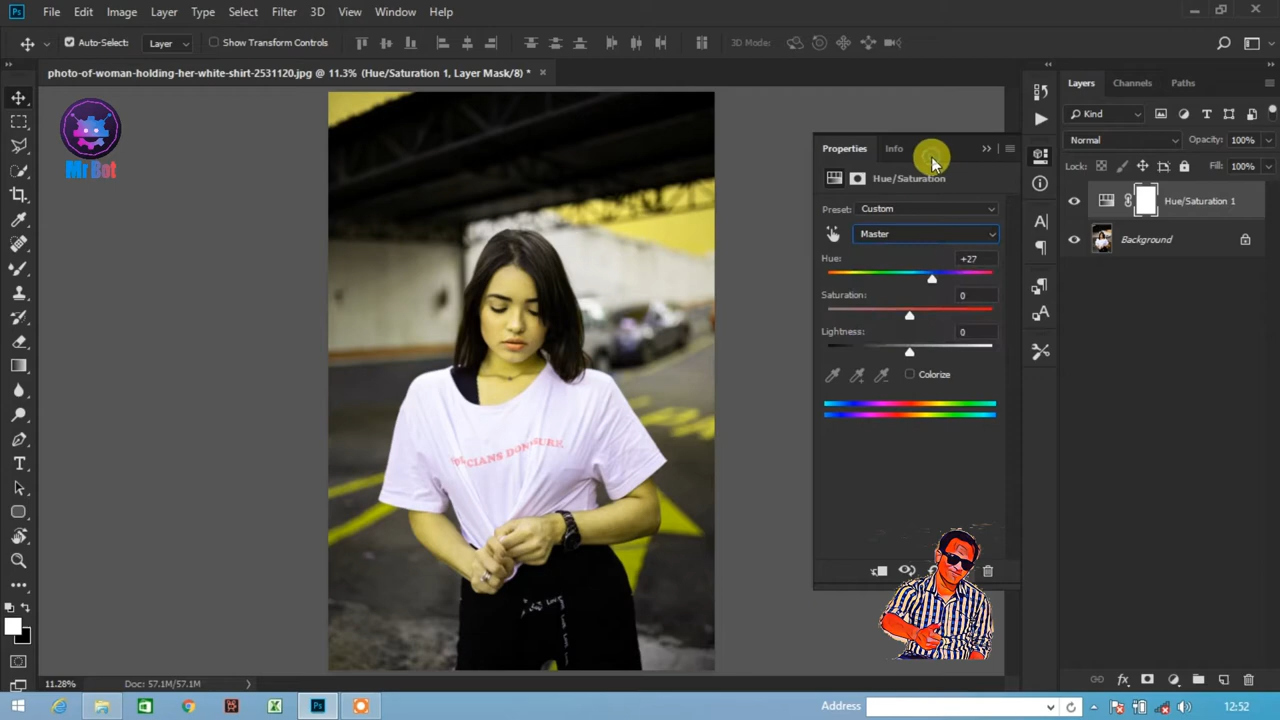 Ps File Edit Image Layer Type Select Filter 3D View Window Help
Auto-Select: Layer Show Transform Controls 3D Mode:
photo-of-woman-holding-her-white-shirt-2531120.jpg @ 11.3% (Hue/Saturation 1, Layer Mask/8) *
Mr Bot
Properties Info
Hue/Saturation
Preset: Custom
Master
Hue: +27
Saturation: 0
Lightness: 0
Colorize
Layers Channels Paths
Kind
Normal Opacity: 100%
Lock: Fill: 100%
Hue/Saturation 1
Background
11.28% Doc: 57.1M/57.1M
Address 12:52